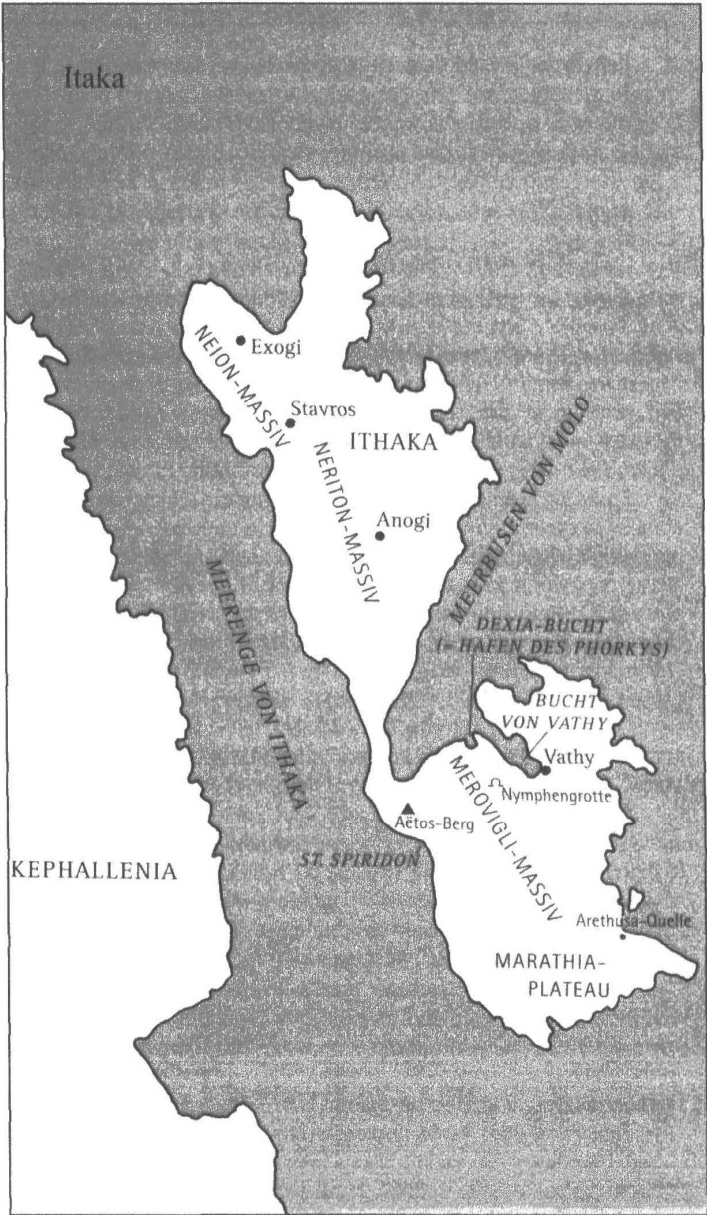 Itaka
Exogi
NEION-MASSIV
Stavros
ITHAKA
NERITON-MASSIV
Anogi
MEERBUSEN VON MOLO
MEERENGE VON ITHAKA
DEXIA-BUCHT
(= HAFEN DES PHORKYS)
BUCHT
VON VATHY
Vathy
Nymphengrotte
MEROVIGLI-MASSIV
Aëtos-Berg
ST. SPIRIDON
KEPHALLENIA
Arethusa-Quelle
MARATHIA-
PLATEAU